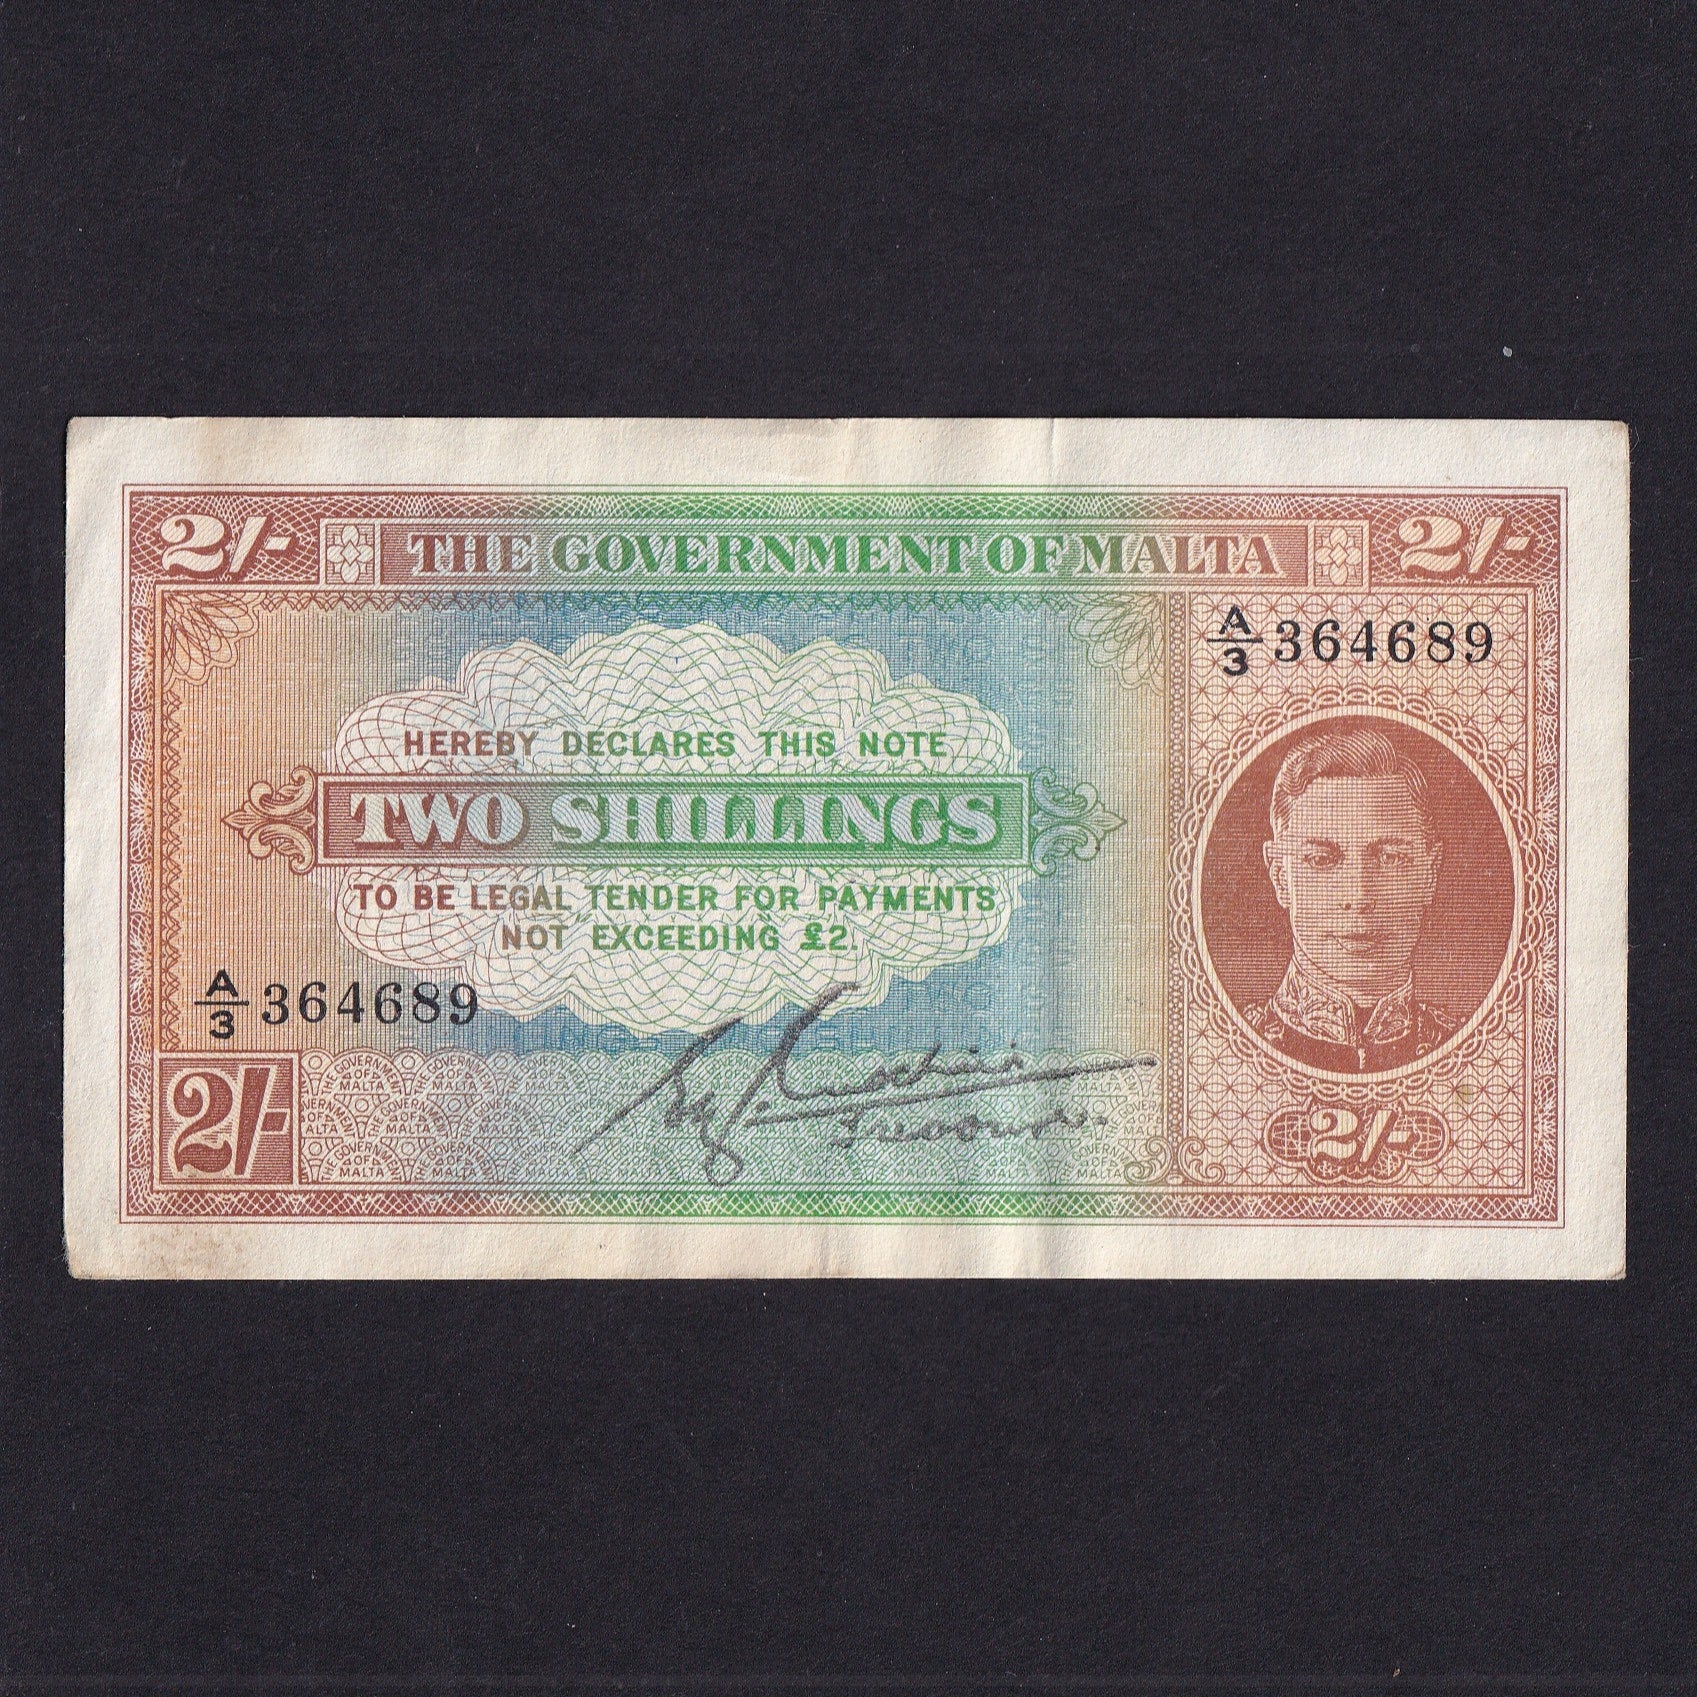 2/- THE GOVERNMENT OF MALTA 2/-
A/3 364689
HEREBY DECLARES THIS NOTE
TWO SHILLINGS
TO BE LEGAL TENDER FOR PAYMENTS
NOT EXCEEDING £2.
A/3 364689
2/-
2/-